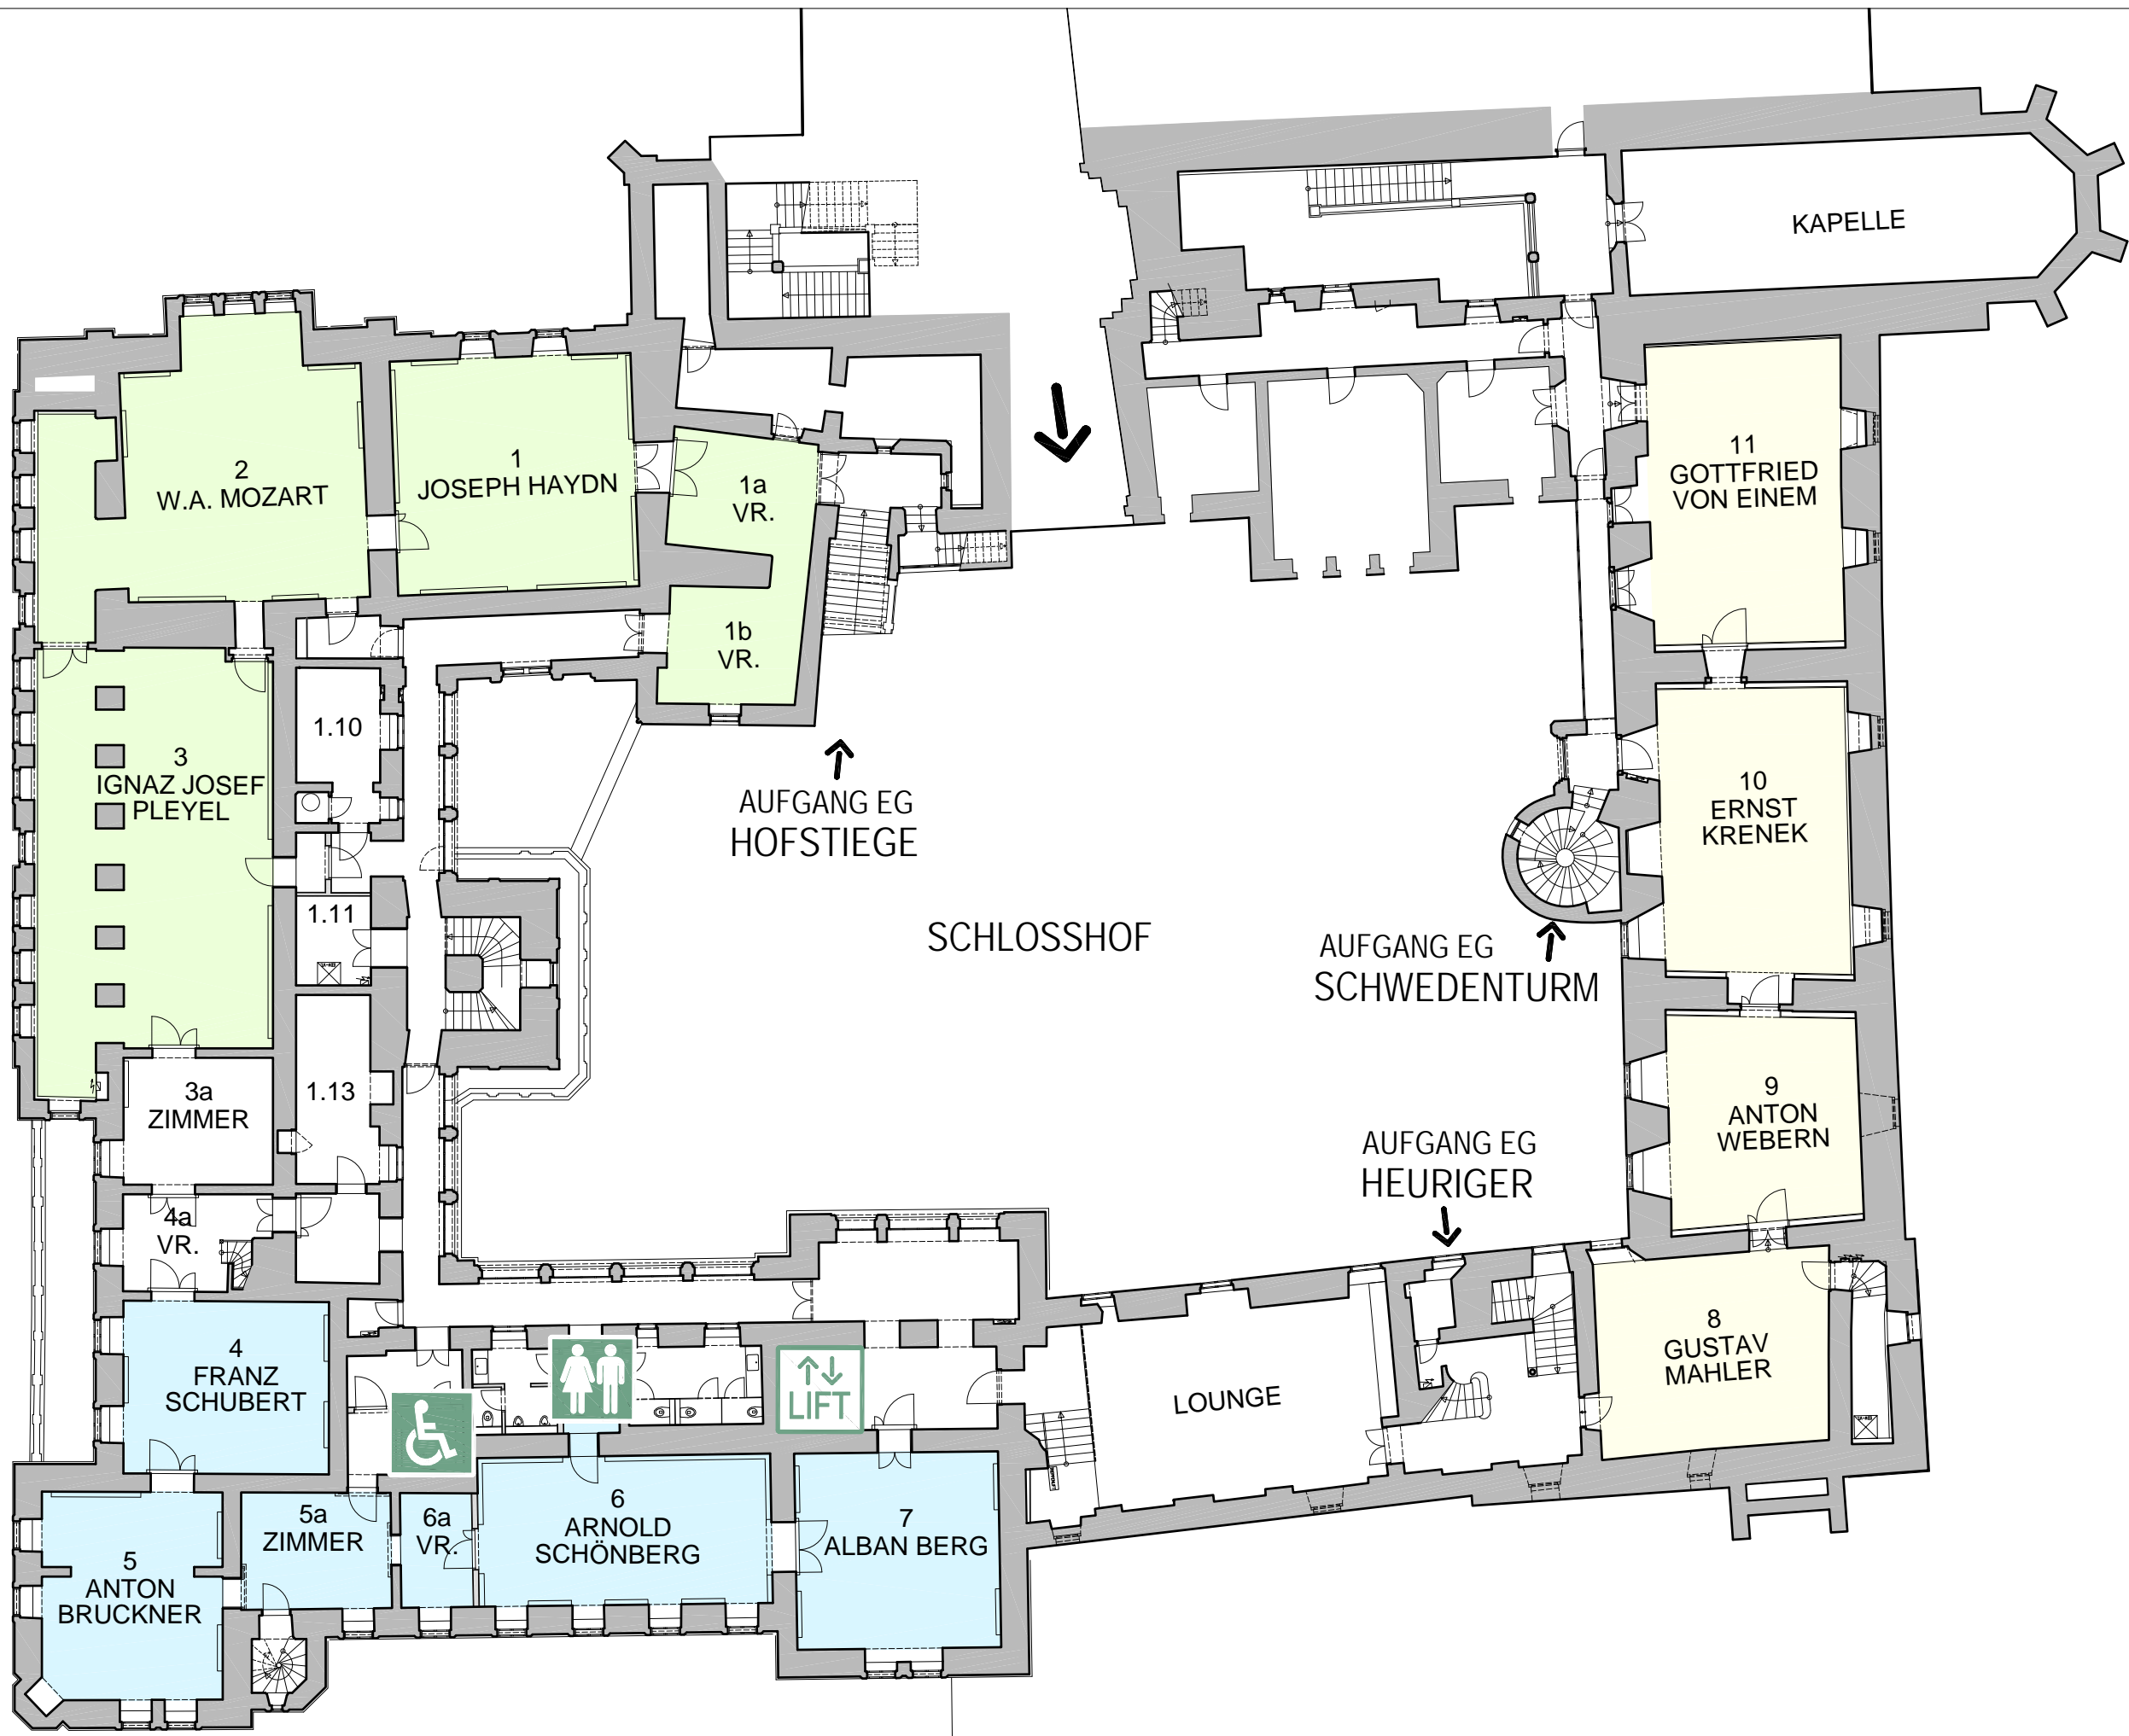 KAPELLE
11
GOTTFRIED
VON EINEM
2
W.A. MOZART
1
JOSEPH HAYDN
1a
VR.
1b
VR.
1.10
3
IGNAZ JOSEF
PLEYEL
AUFGANG EG
HOFSTIEGE
10
ERNST
KRENEK
1.11
SCHLOSSHOF
AUFGANG EG
SCHWEDENTURM
3a
ZIMMER
1.13
9
ANTON
WEBERN
AUFGANG EG
HEURIGER
4a
VR.
4
FRANZ
SCHUBERT
LIFT
LOUNGE
8
GUSTAV
MAHLER
5
ANTON
BRUCKNER
5a
ZIMMER
6a
VR.
6
ARNOLD
SCHÖNBERG
7
ALBAN BERG